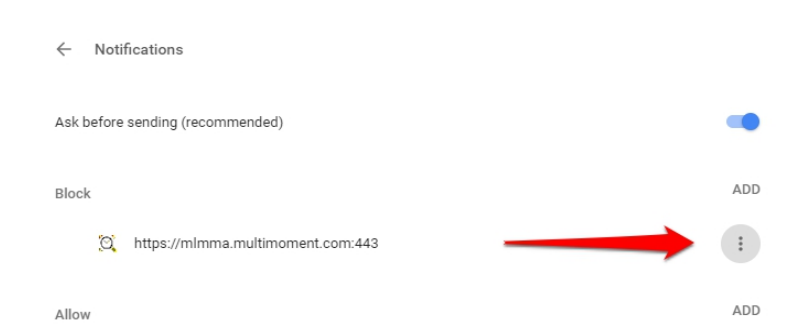 Notifications
Ask before sending (recommended)
Block ADD
https://mlmma.multimoment.com:443
Allow ADD